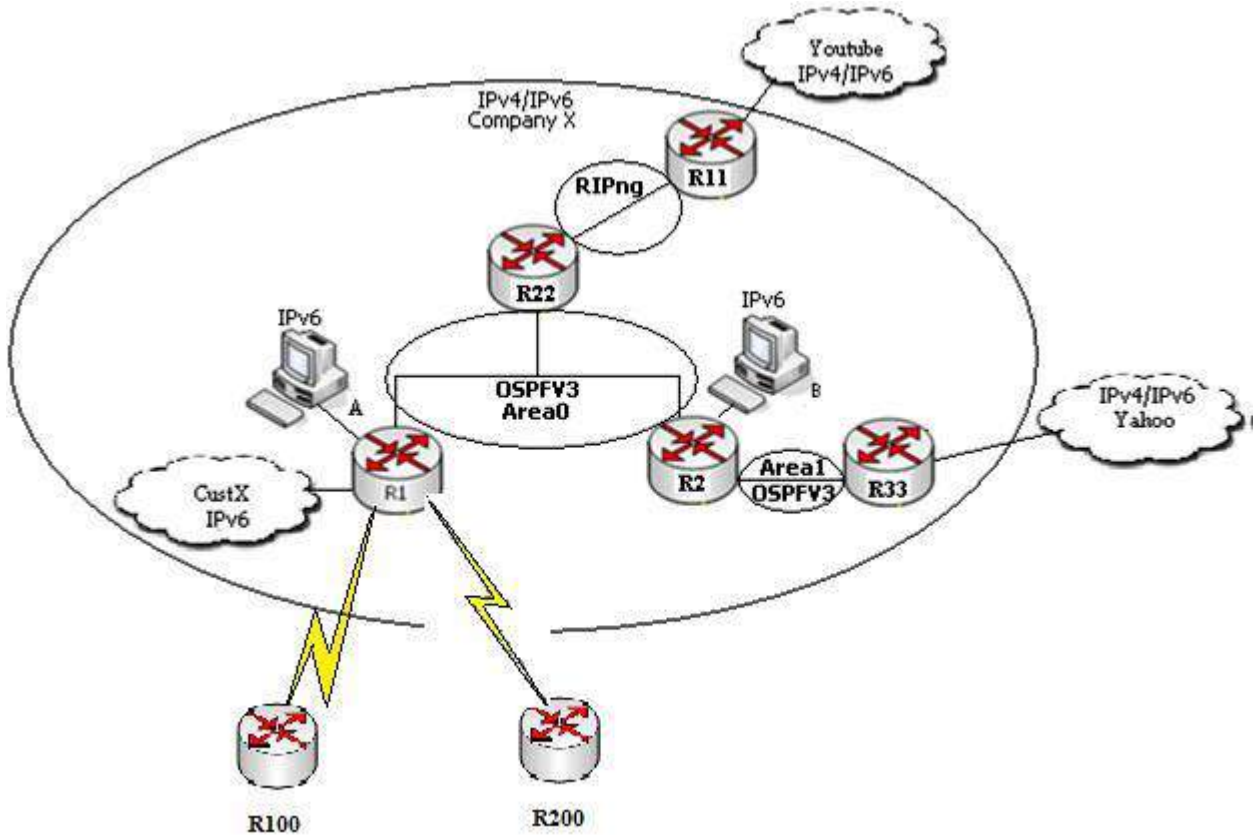 Youtube
IPv4/IPv6
IPv4/IPv6
Company X
R11
RIPng
R22
IPv6
IPv6
A
B
OSPFV3
Area0
IPv4/IPv6
Yahoo
CustX
IPv6
R1
R2
Area1
OSPFV3
R33
R100
R200